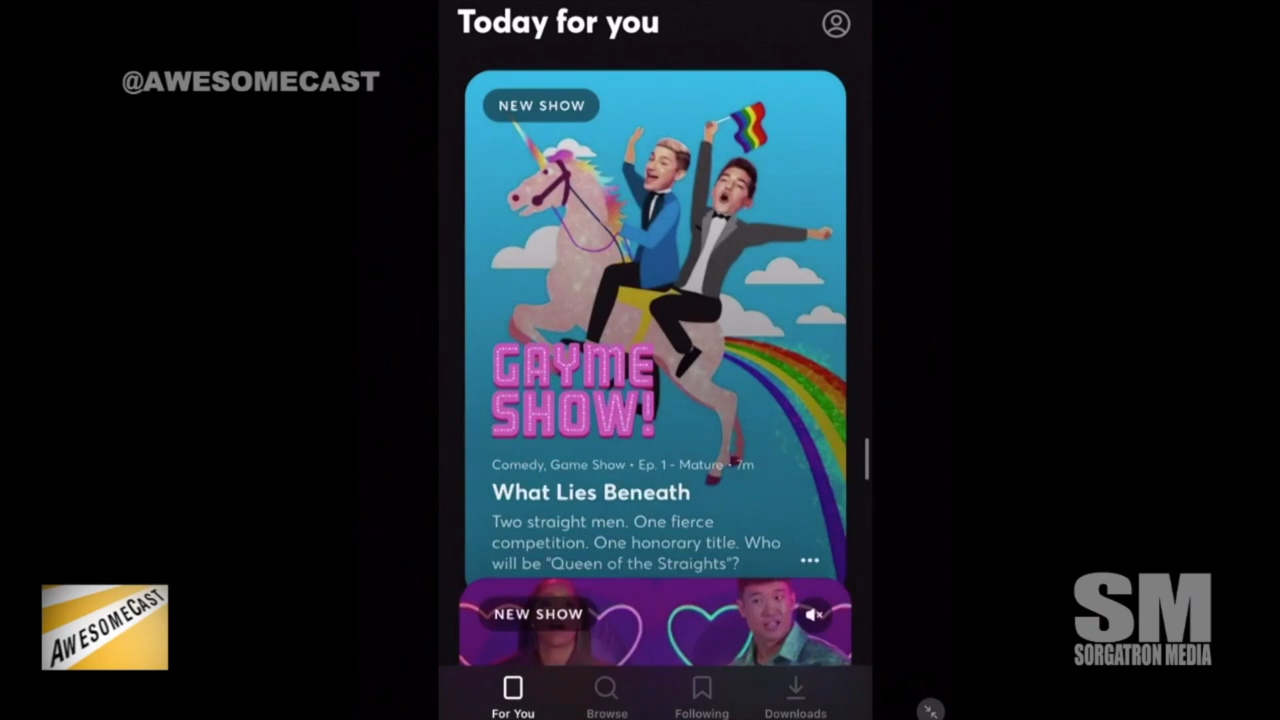 Today for you
@AWESOMECAST
NEW SHOW
GAYME
SHOW!
Comedy, Game Show • Ep. 1 - Mature • 7m
What Lies Beneath
Two straight men. One fierce
competition. One honorary title. Who
will be "Queen of the Straights"?
NEW SHOW
AWESOMECAST
SM
SORGATRON MEDIA
For You
Browse
Following
Downloads